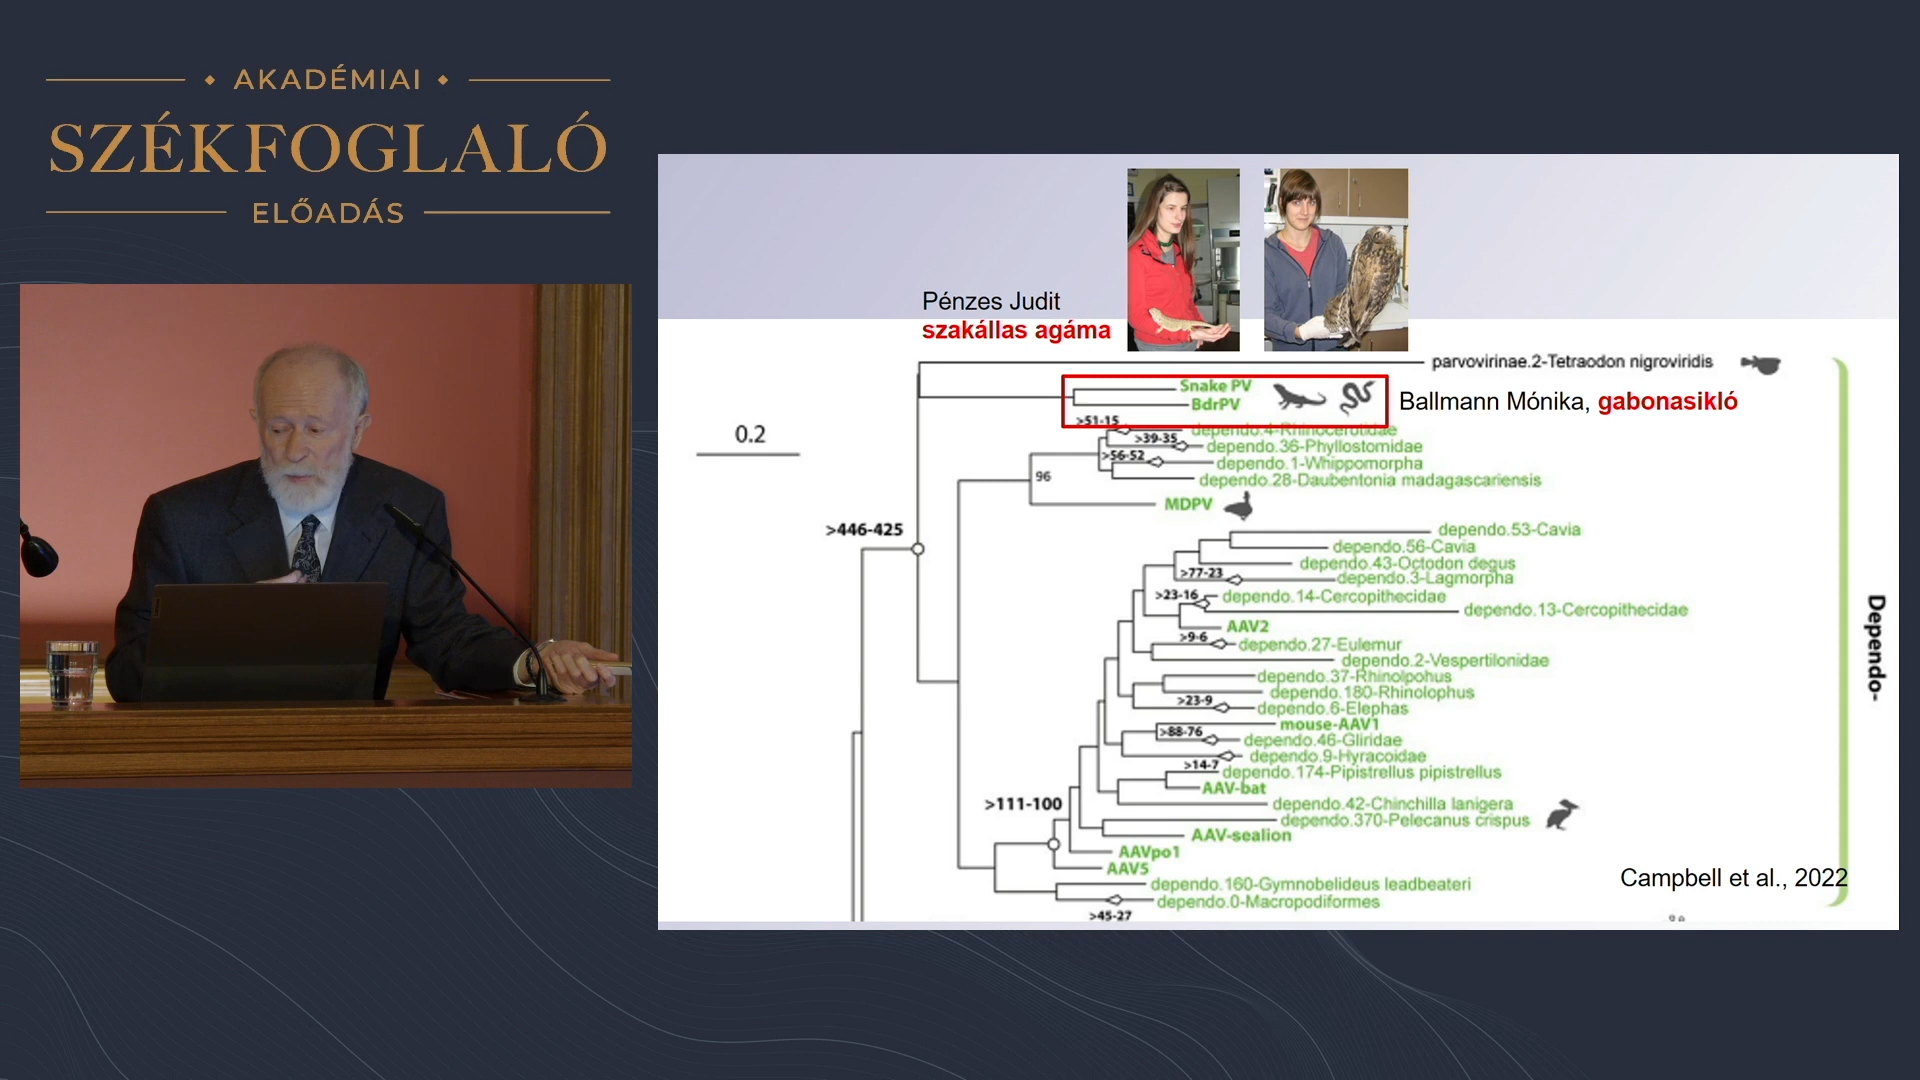 AKADÉMIAI
SZÉKFOGLALÓ
ELŐADÁS
Pénzes Judit
szakállas agáma
parvovirinae.2-Tetraodon nigroviridis
Snake PV
BdrPV
Ballmann Mónika, gabonasikló
0.2
>51-15
dependo.4-Rhinocerotidae
>39-35
dependo.36-Phyllostomidae
>56-52
dependo.1-Whippomorpha
96
dependo.28-Daubentonia madagascariensis
MDPV
>446-425
dependo.53-Cavia
dependo.56-Cavia
dependo.43-Octodon degus
>77-23
dependo.3-Lagmorpha
>23-16
dependo.14-Cercopithecidae
dependo.13-Cercopithecidae
AAV2
>9-6
dependo.27-Eulemur
dependo.2-Vespertilonidae
dependo.37-Rhinolpohus
dependo.180-Rhinolophus
>23-9
dependo.6-Elephas
mouse-AAV1
>88-76
dependo.46-Gliridae
dependo.9-Hyracoidae
>14-7
dependo.174-Pipistrellus pipistrellus
AAV-bat
>111-100
dependo.42-Chinchilla lanigera
dependo.370-Pelecanus crispus
AAV-sealion
AAVpo1
AAV5
dependo.160-Gymnobelideus leadbeateri
dependo.0-Macropodiformes
>45-27
Dependo-
Campbell et al., 2022